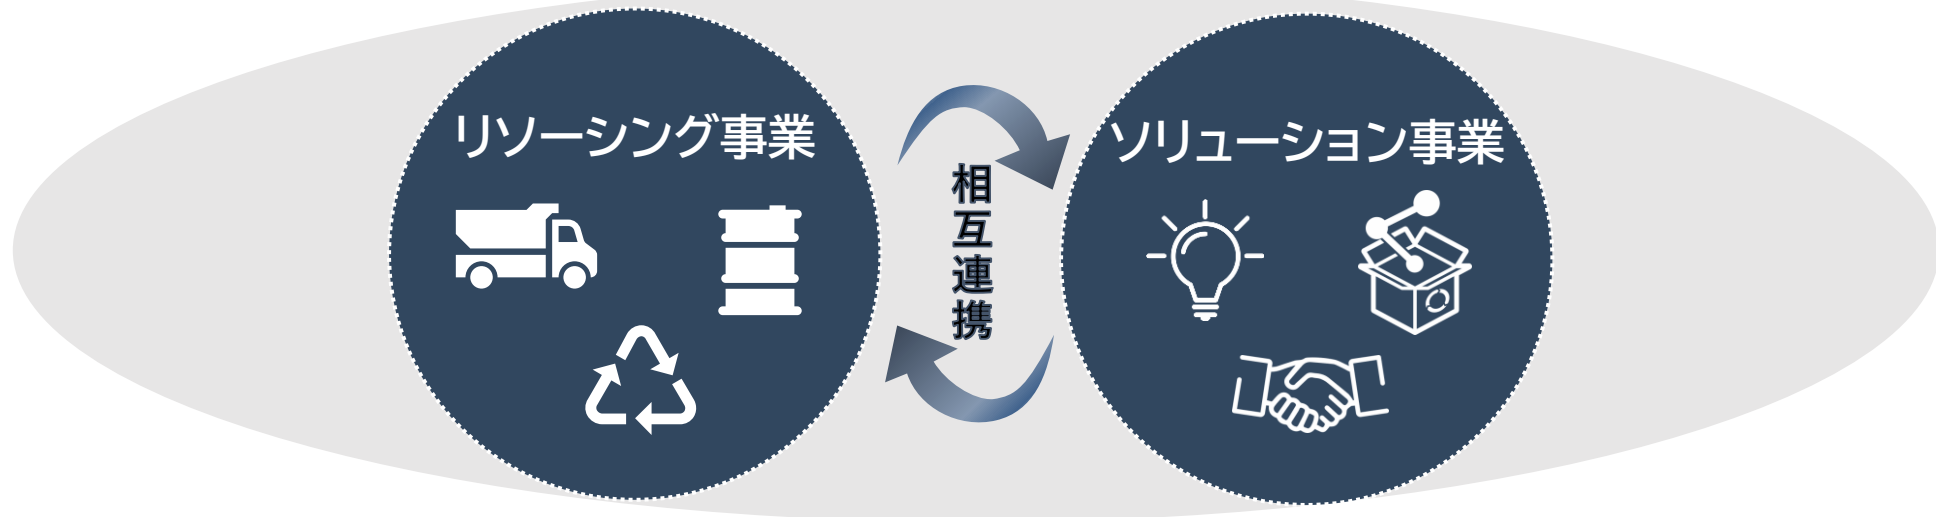 リソーシング事業
相互連携
ソリューション事業